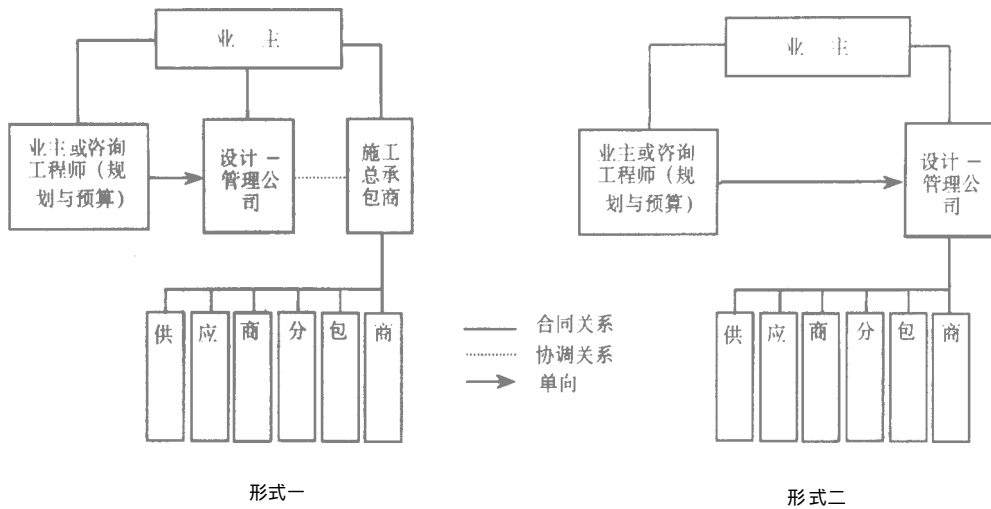 业 主
业主或咨询
工程师（规
划与预算）
设计 —
管理公
司
施工
总承
包商
供 应 商 分 包 商
形式一
合同关系
协调关系
单向
业 主
业主或咨询
工程师（规
划与预算）
设计 —
管理公
司
供 应 商 分 包 商
形式二